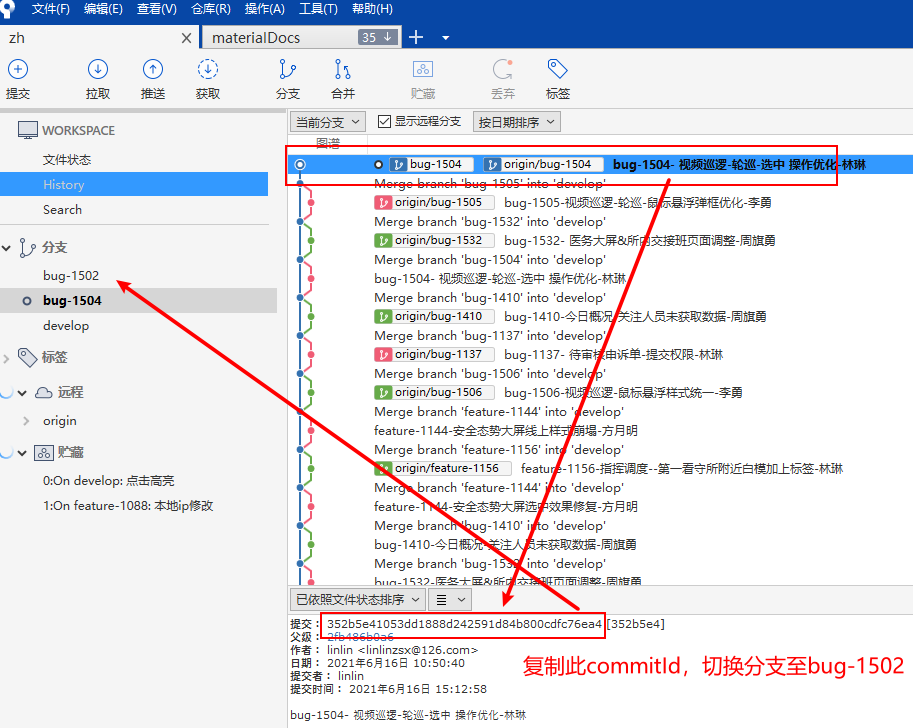 文件(F) 编辑(E) 查看(V) 仓库(R) 操作(A) 工具(T) 帮助(H)
zh
materialDocs 35
提交 拉取 推送 获取 分支 合并 贮藏 丢弃 标签
WORKSPACE
文件状态
History
Search
分支
bug-1502
bug-1504
develop
标签
远程
origin
贮藏
0:On develop: 点击高亮
1:On feature-1088: 本地ip修改
当前分支 显示远程分支 按日期排序
图谱
bug-1504 origin/bug-1504 bug-1504- 视频巡逻-轮巡-选中 操作优化-林琳
Merge branch 'bug-1505' into 'develop'
origin/bug-1505 bug-1505-视频巡逻-轮巡-鼠标悬浮弹框优化-李勇
Merge branch 'bug-1532' into 'develop'
origin/bug-1532 bug-1532- 医务大屏&所内交接班页面调整-周旗勇
Merge branch 'bug-1504' into 'develop'
bug-1504- 视频巡逻-轮巡-选中 操作优化-林琳
Merge branch 'bug-1410' into 'develop'
origin/bug-1410 bug-1410-今日概况-关注人员未获取数据-周旗勇
Merge branch 'bug-1137' into 'develop'
origin/bug-1137 bug-1137- 待审核申诉单-提交权限-林琳
Merge branch 'bug-1506' into 'develop'
origin/bug-1506 bug-1506-视频巡逻-鼠标悬浮样式统一-李勇
Merge branch 'feature-1144' into 'develop'
feature-1144-安全态势大屏线上样式崩塌-方月明
Merge branch 'feature-1156' into 'develop'
origin/feature-1156 feature-1156-指挥调度--第一看守所附近白模加上标签-林琳
Merge branch 'feature-1144' into 'develop'
feature-1144-安全态势大屏选中效果修复-方月明
Merge branch 'bug-1410' into 'develop'
bug-1410-今日概况-关注人员未获取数据-周旗勇
Merge branch 'bug-1532' into 'develop'
bug-1532-医务大屏&所内交接班页面调整-周旗勇
已依照文件状态排序
提交: 352b5e41053dd1888d242591d84b800cdfc76ea4 [352b5e4]
父级: 2fb486b0a6
作者: linlin <linlinzsx@126.com>
日期: 2021年6月16日 10:50:40
提交者: linlin
提交时间: 2021年6月16日 15:12:58
复制此commitId，切换分支至bug-1502
bug-1504- 视频巡逻-轮巡-选中 操作优化-林琳